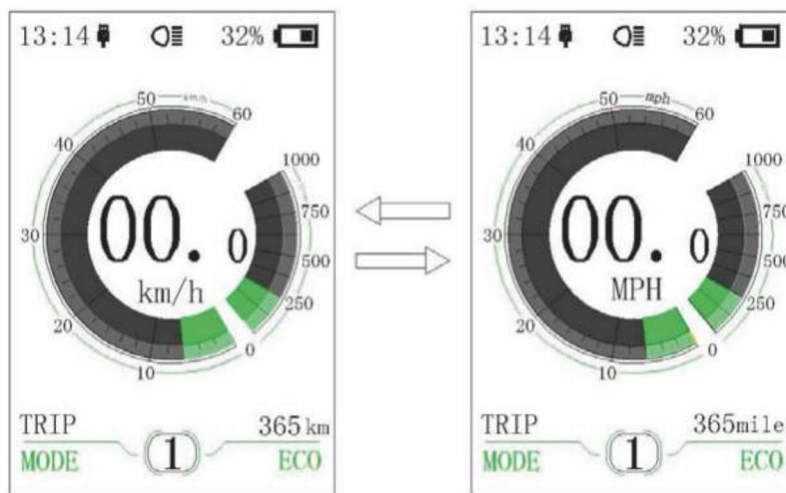 13:14 32%
50 km/h 60
40 1000
750
30 00.0 500
km/h
250
20
0
10
TRIP 365 km
MODE 1 ECO
13:14 32%
50 mph 60
40 1000
750
30 00.0 500
MPH
250
20
0
10
TRIP 365mile
MODE 1 ECO